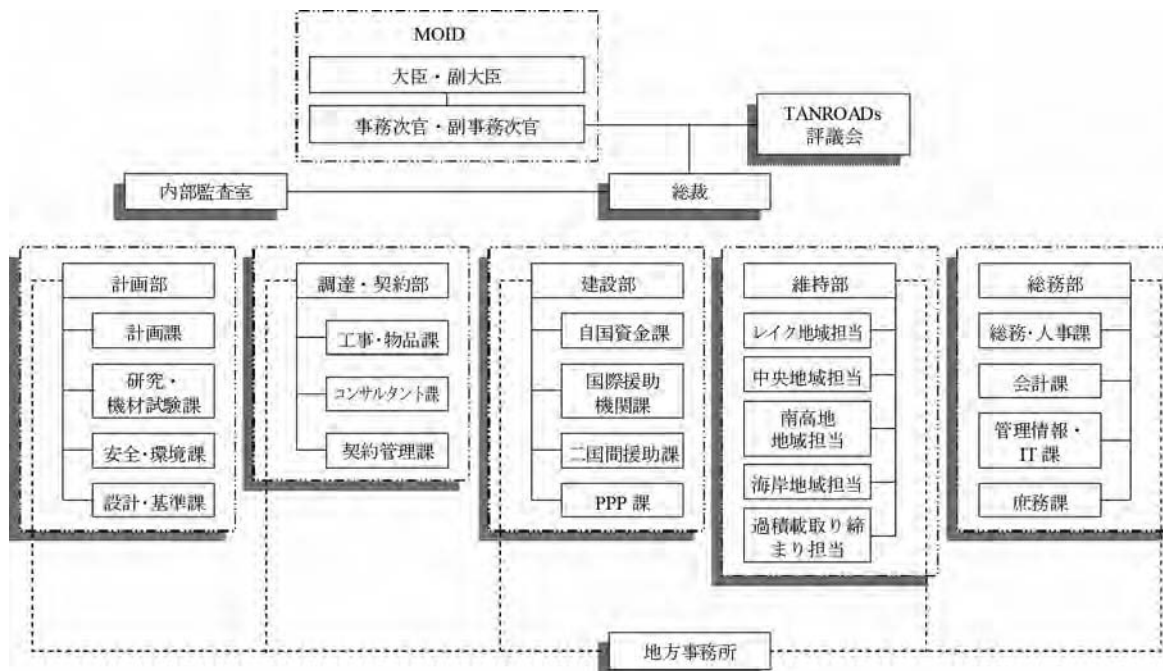 MOID
大臣・副大臣
事務次官・副事務次官
TANROADs
評議会
内部監査室
総裁
計画部
計画課
研究・
機材試験課
安全・環境課
設計・基準課
調達・契約部
工事・物品課
コンサルタント課
契約管理課
建設部
自国資金課
国際援助
機関課
二国間援助課
PPP 課
維持部
レイク地域担当
中央地域担当
南高地
地域担当
海岸地域担当
過積載取り締
まり担当
総務部
総務・人事課
会計課
管理情報・
IT 課
庶務課
地方事務所